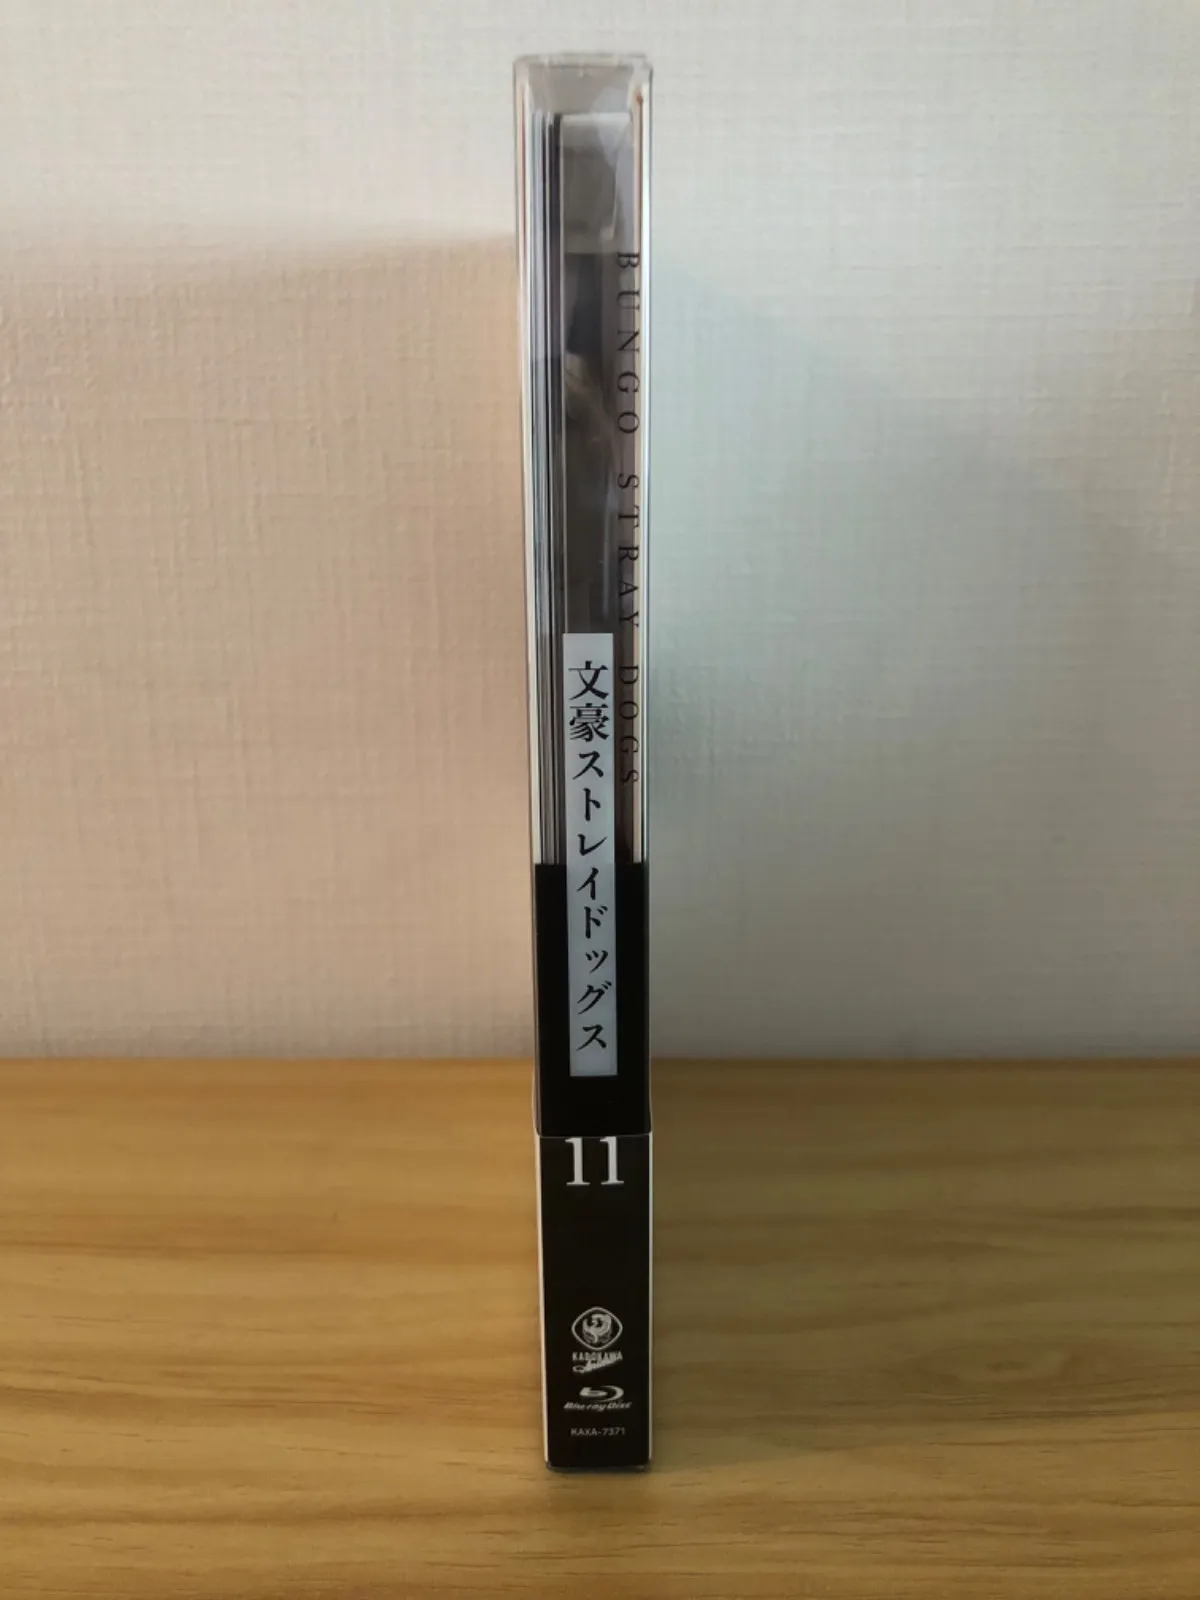 BUNGO STRAY DOGS
文豪ストレイドッグス
11
KADOKAWA
Blu-ray Disc
KAXA-7371